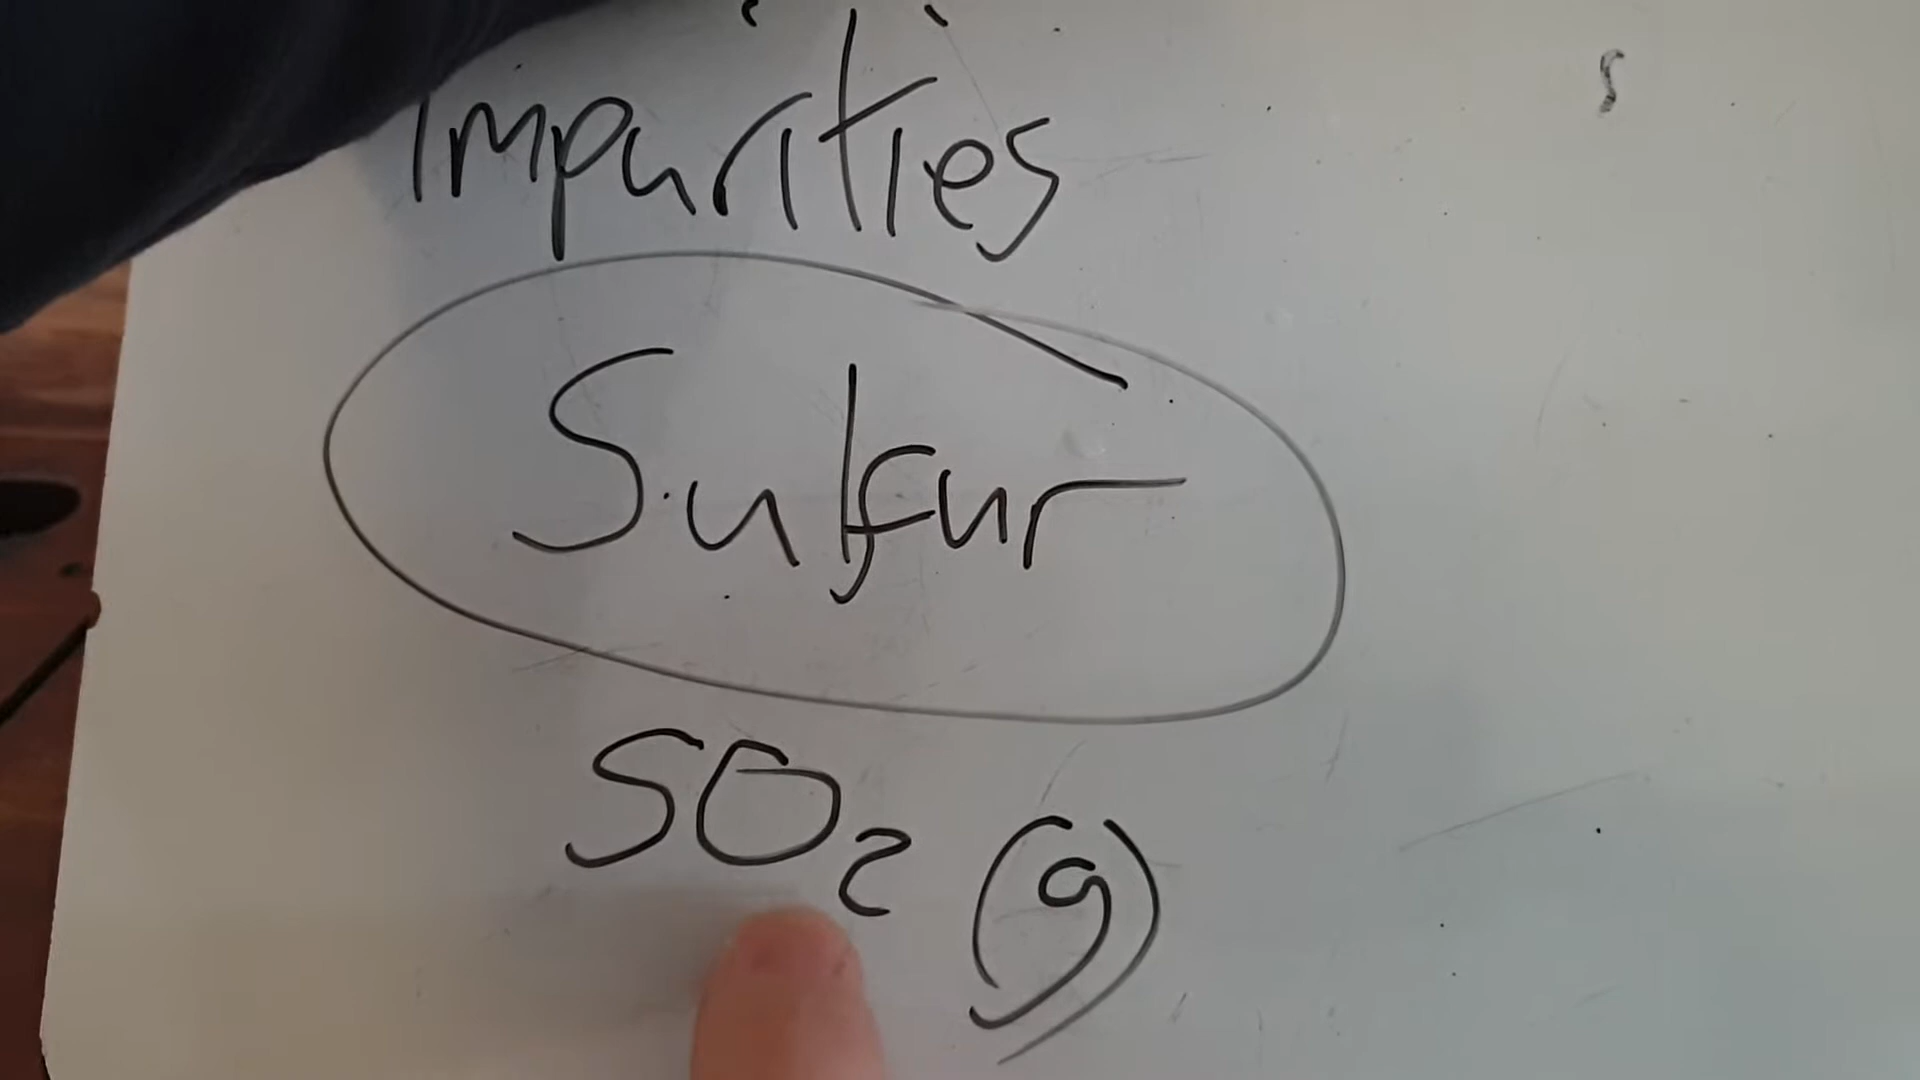 Impurities
Sulfur
SO₂ (g)